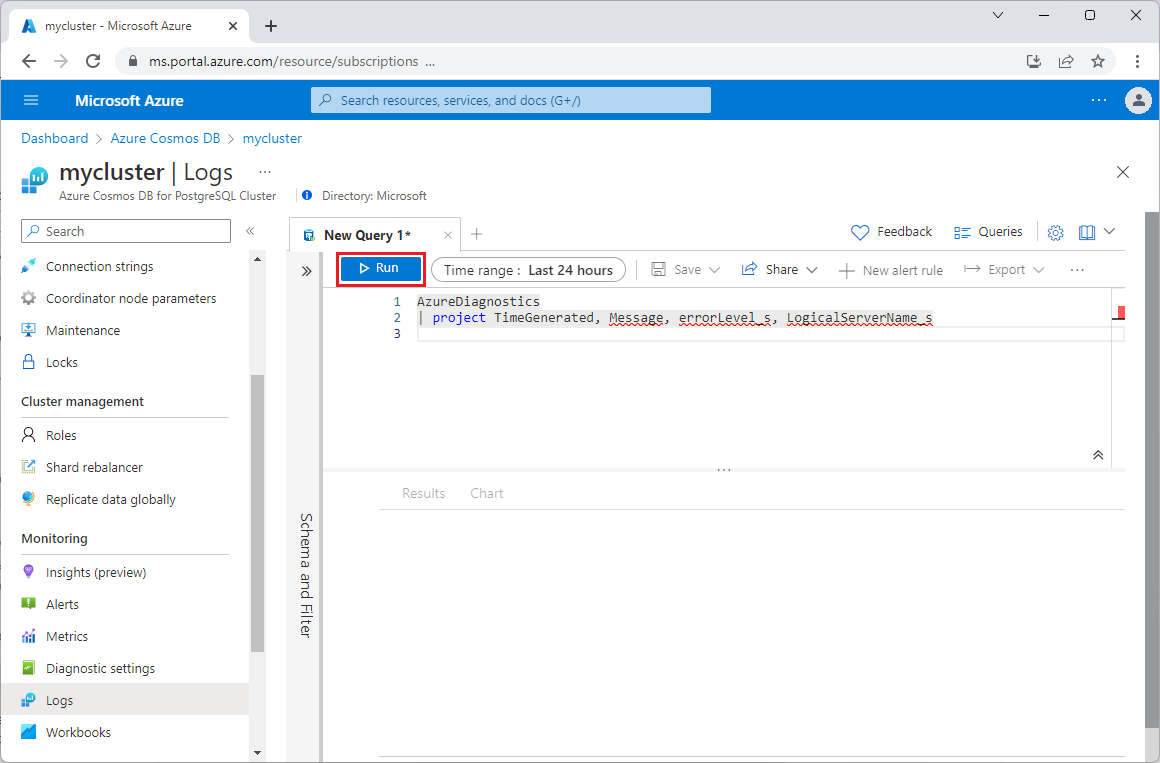 mycluster - Microsoft Azure
ms.portal.azure.com/resource/subscriptions ...
Microsoft Azure
Search resources, services, and docs (G+/)
Dashboard > Azure Cosmos DB > mycluster
mycluster | Logs ...
Azure Cosmos DB for PostgreSQL Cluster
Directory: Microsoft
Search
Connection strings
Coordinator node parameters
Maintenance
Locks
Cluster management
Roles
Shard rebalancer
Replicate data globally
Monitoring
Insights (preview)
Alerts
Metrics
Diagnostic settings
Logs
Workbooks
New Query 1*
Feedback
Queries
Run
Time range : Last 24 hours
Save
Share
New alert rule
Export
1 AzureDiagnostics
2 | project TimeGenerated, Message, errorLevel_s, LogicalServerName_s
3
Schema and Filter
Results Chart